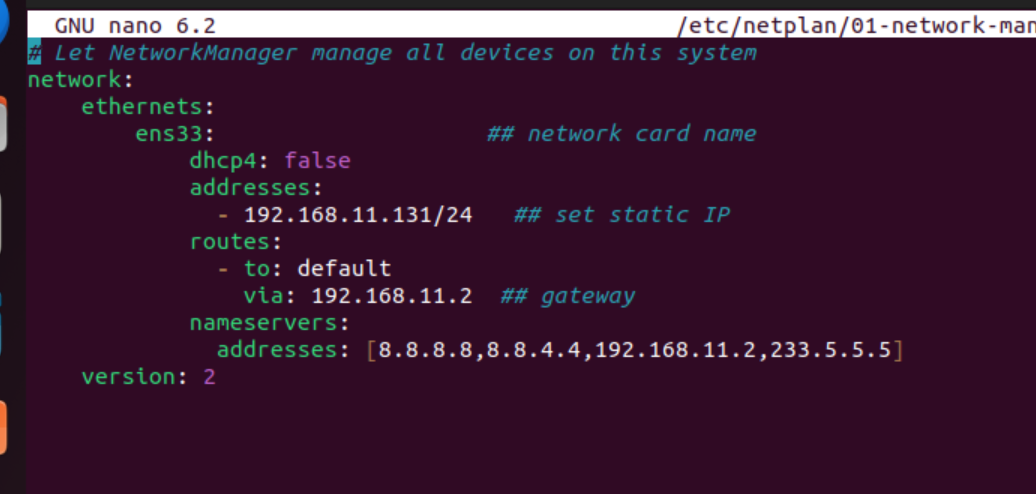 GNU nano 6.2 /etc/netplan/01-network-man
# Let NetworkManager manage all devices on this system
network:
    ethernets:
        ens33: ## network card name
            dhcp4: false
            addresses:
              - 192.168.11.131/24 ## set static IP
            routes:
              - to: default
                via: 192.168.11.2 ## gateway
            nameservers:
              addresses: [8.8.8.8,8.8.4.4,192.168.11.2,233.5.5.5]
    version: 2